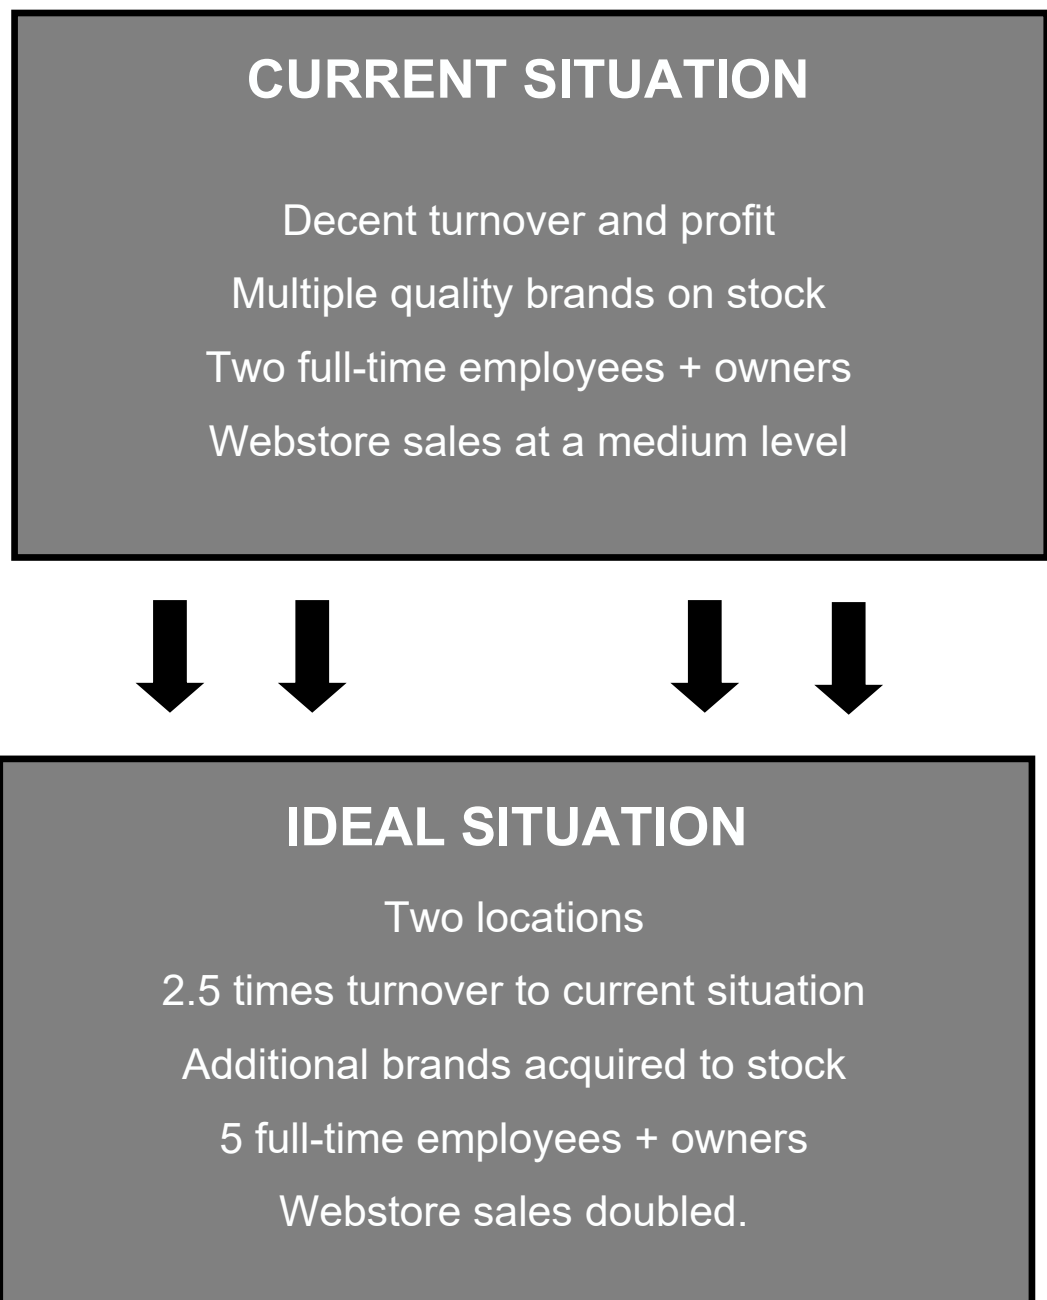 CURRENT SITUATION
Decent turnover and profit
Multiple quality brands on stock
Two full-time employees + owners
Webstore sales at a medium level
IDEAL SITUATION
Two locations
2.5 times turnover to current situation
Additional brands acquired to stock
5 full-time employees + owners
Webstore sales doubled.